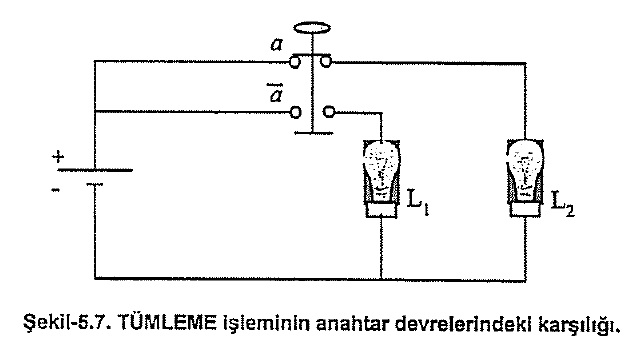 a
a̅
+
-
L₁
L₂
Şekil-5.7. TÜMLEME işleminin anahtar devrelerindeki karşılığı.